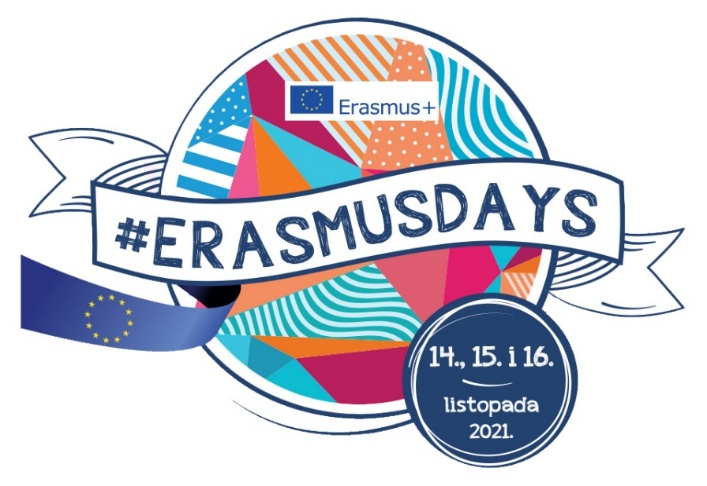 Erasmus+
#ERASMUSDAYS
14., 15. i 16.
listopada
2021.